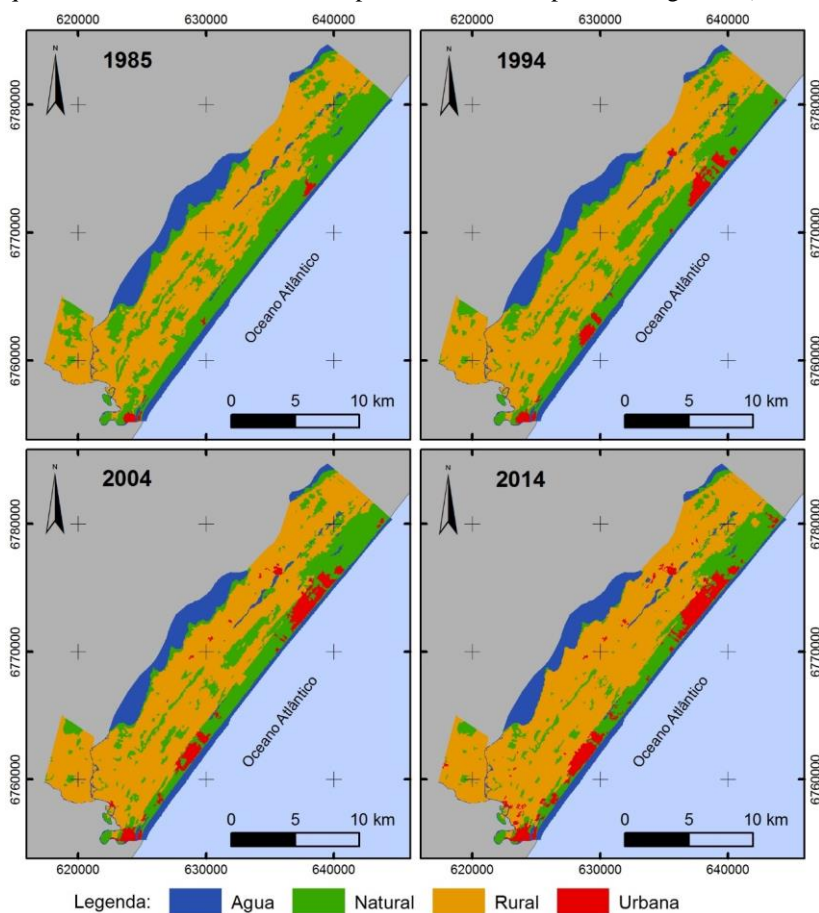 620000 630000 640000 620000 630000 640000
N 1985 N 1994
6780000 6780000
6770000 6770000
6760000 6760000
Oceano Atlântico Oceano Atlântico
0 5 10 km 0 5 10 km
N 2004 N 2014
6780000 6780000
6770000 6770000
6760000 6760000
Oceano Atlântico Oceano Atlântico
0 5 10 km 0 5 10 km
620000 630000 640000 620000 630000 640000
Legenda: Agua Natural Rural Urbana